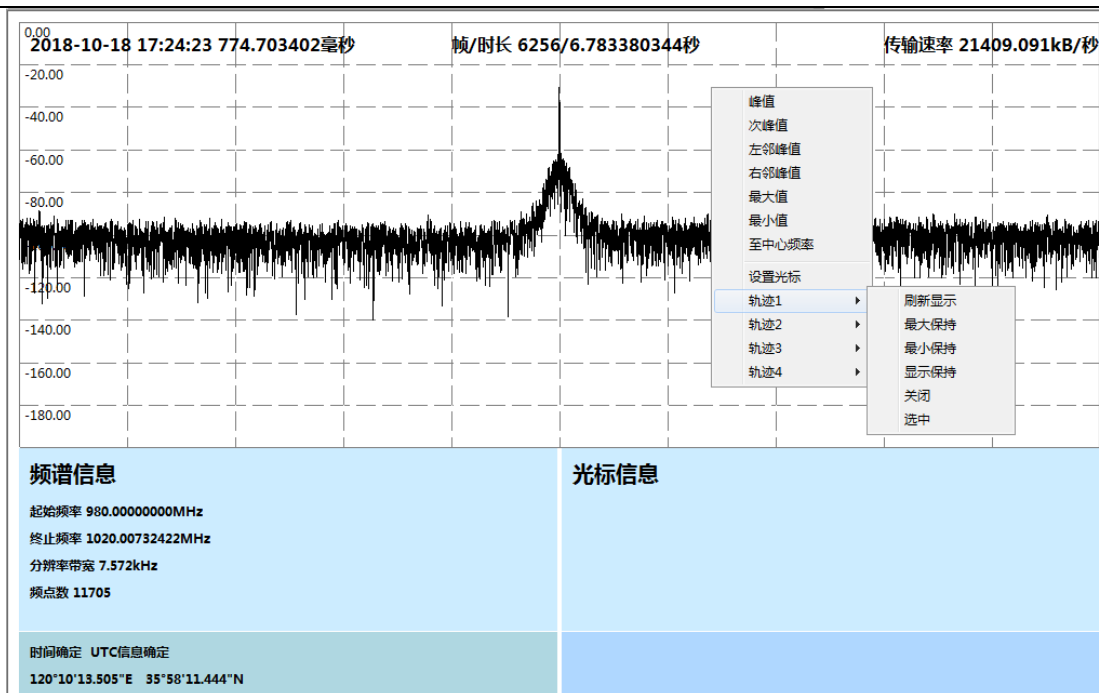 0.00
2018-10-18 17:24:23 774.703402毫秒 帧/时长 6256/6.783380344秒 传输速率 21409.091kB/秒
-20.00
-40.00
-60.00
-80.00
-120.00
-140.00
-160.00
-180.00
峰值
次峰值
左邻峰值
右邻峰值
最大值
最小值
至中心频率
设置光标
轨迹1
轨迹2
轨迹3
轨迹4
刷新显示
最大保持
最小保持
显示保持
关闭
选中
频谱信息
起始频率 980.00000000MHz
终止频率 1020.00732422MHz
分辨率带宽 7.572kHz
频点数 11705
光标信息
时间确定 UTC信息确定
120°10'13.505"E 35°58'11.444"N